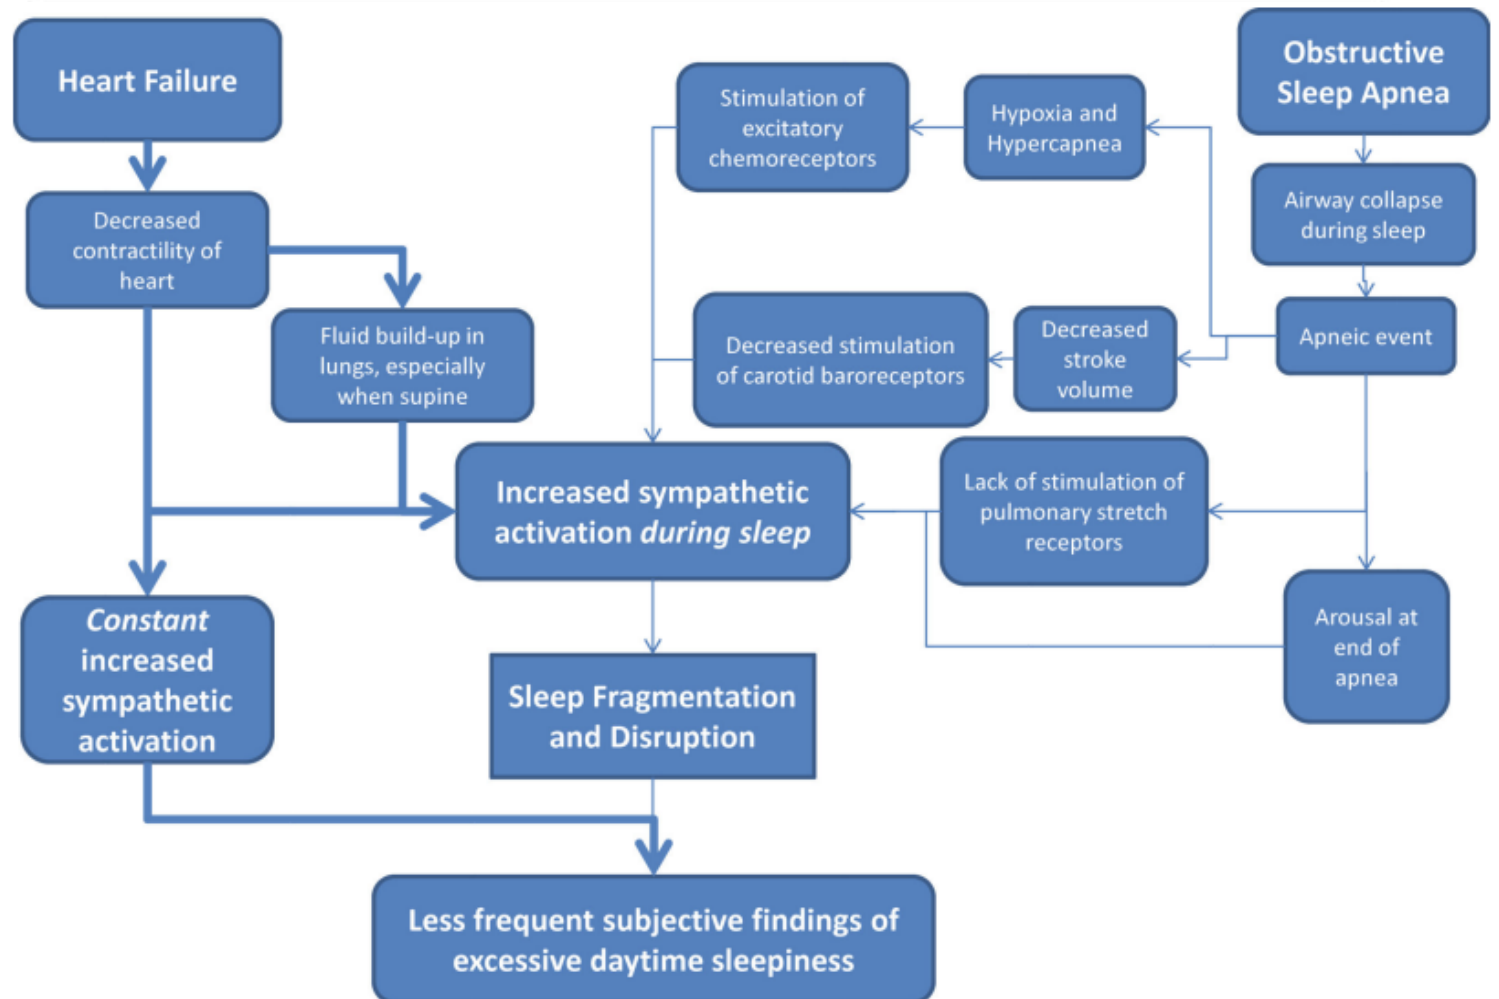 Heart Failure
Decreased
contractility of
heart
Fluid build-up in
lungs, especially
when supine
Constant
increased
sympathetic
activation
Stimulation of
excitatory
chemoreceptors
Hypoxia and
Hypercapnea
Obstructive
Sleep Apnea
Airway collapse
during sleep
Apneic event
Decreased
stroke
volume
Decreased stimulation
of carotid baroreceptors
Lack of stimulation of
pulmonary stretch
receptors
Arousal at
end of
apnea
Increased sympathetic
activation during sleep
Sleep Fragmentation
and Disruption
Less frequent subjective findings of
excessive daytime sleepiness